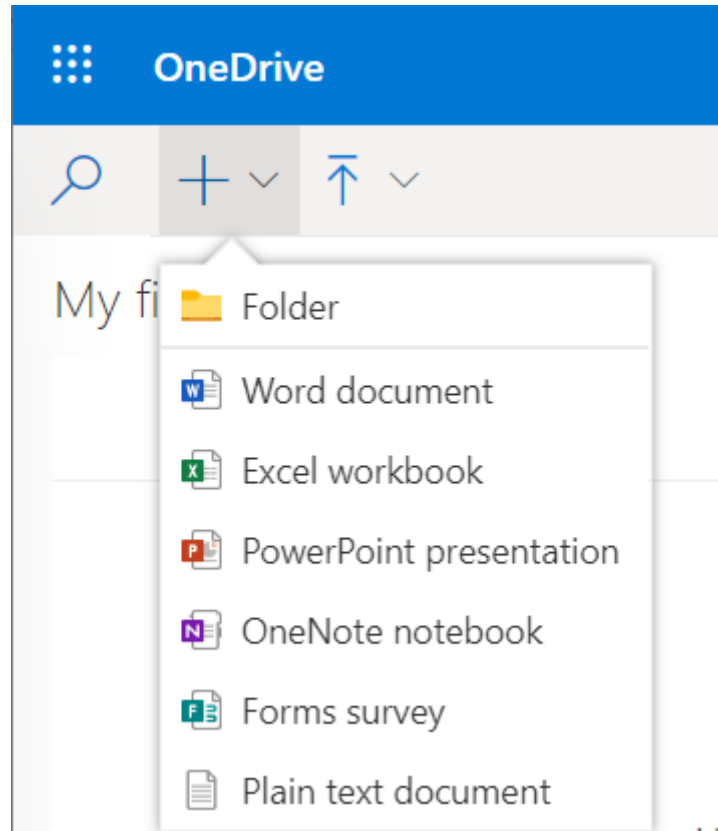 OneDrive
My fi
Folder
Word document
Excel workbook
PowerPoint presentation
OneNote notebook
Forms survey
Plain text document